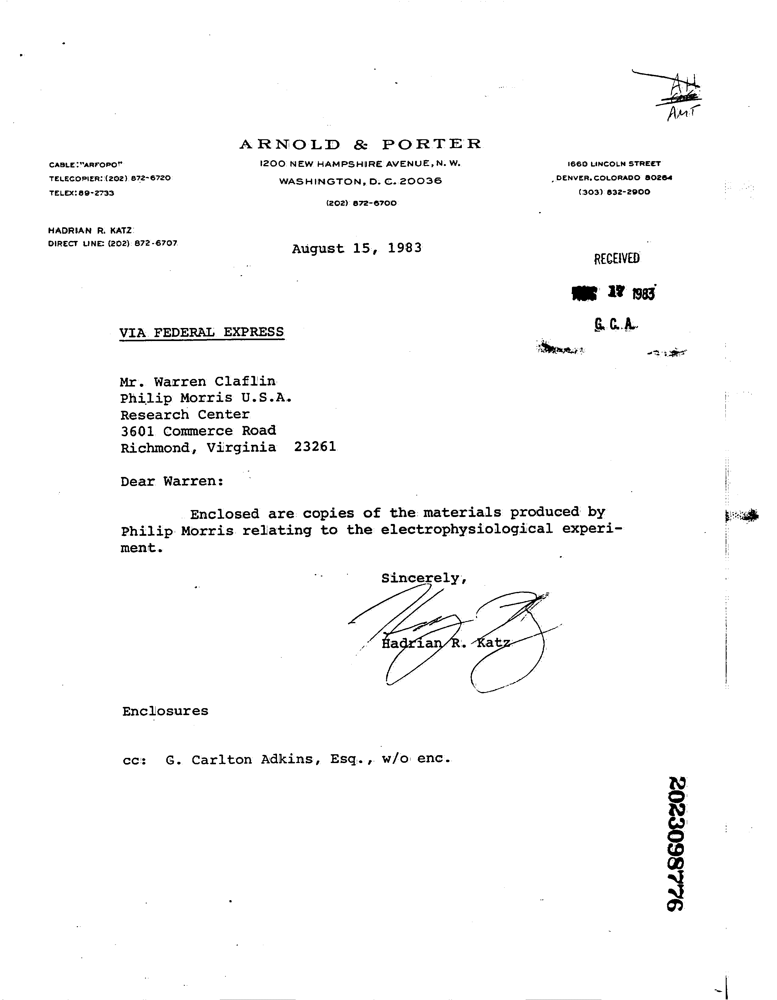 AH
AMT
ARNOLD & PORTER
CABLE:"ARFOPO"
TELECOPIER: (202) 872-6720
TELEX: 89-2733
1200 NEW HAMPSHIRE AVENUE, N. W.
WASHINGTON, D. C. 20036
(202) 872-6700
1660 LINCOLN STREET
DENVER, COLORADO 80264
(303) 832-2900
HADRIAN R. KATZ
DIRECT LINE: (202) 872-6707
August 15, 1983
RECEIVED
17 1983
G. C. A.
VIA FEDERAL EXPRESS
Mr. Warren Claflin
Philip Morris U.S.A.
Research Center
3601 Commerce Road
Richmond, Virginia 23261
Dear Warren:
Enclosed are copies of the materials produced by
Philip Morris relating to the electrophysiological experi-
ment.
Sincerely,
Hadrian R. Katz
Enclosures
cc: G. Carlton Adkins, Esq., w/o enc.
2023098776